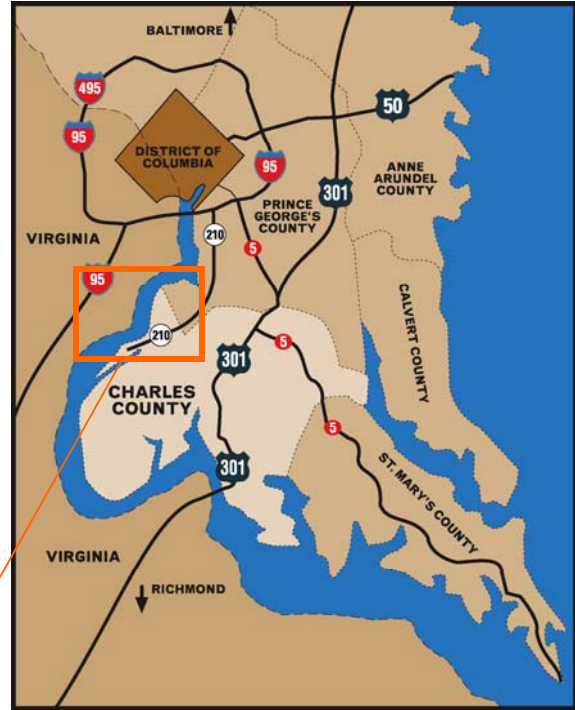 BALTIMORE
495
50
95
DISTRICT OF
COLUMBIA
95
ANNE
ARUNDEL
COUNTY
301
PRINCE
GEORGE'S
COUNTY
VIRGINIA
210
5
95
CALVERT COUNTY
210
301
5
CHARLES
COUNTY
5
301
ST. MARY'S COUNTY
VIRGINIA
RICHMOND